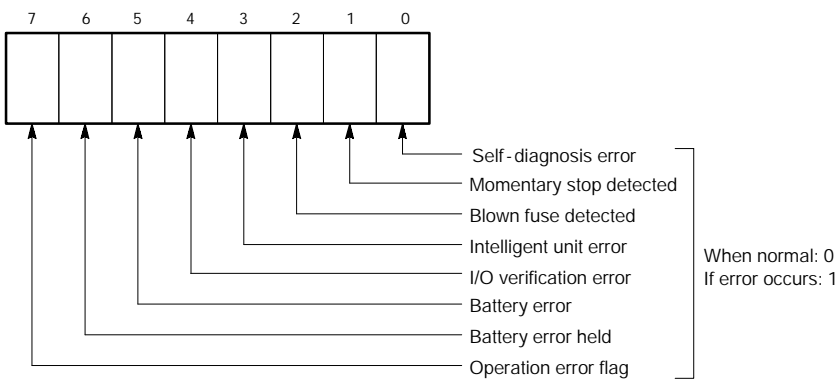 7 6 5 4 3 2 1 0
Self-diagnosis error
Momentary stop detected
Blown fuse detected
Intelligent unit error
I/O verification error
Battery error
Battery error held
Operation error flag
When normal: 0
If error occurs: 1